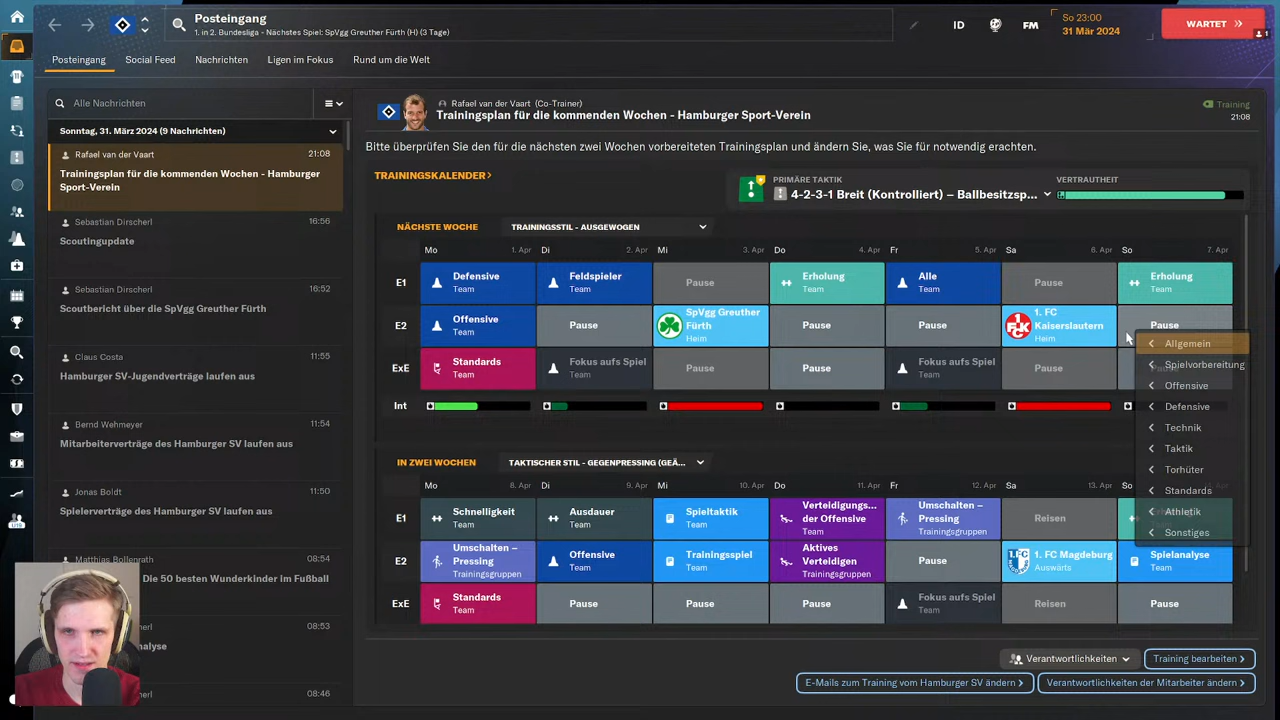 Posteingang
1. in 2. Bundesliga - Nächstes Spiel: SpVgg Greuther Fürth (H) (3 Tage)
ID
FM
So 23:00
31 Mär 2024
WARTET
1
Posteingang
Social Feed
Nachrichten
Ligen im Fokus
Rund um die Welt
Alle Nachrichten
Sonntag, 31. März 2024 (9 Nachrichten)
Rafael van der Vaart
21:08
Trainingsplan für die kommenden Wochen - Hamburger
Sport-Verein
Sebastian Dirscherl
16:56
Scoutingupdate
Sebastian Dirscherl
16:52
Scoutbericht über die SpVgg Greuther Fürth
Claus Costa
11:55
Hamburger SV-Jugendverträge laufen aus
Bernd Wehmeyer
11:54
Mitarbeiterverträge des Hamburger SV laufen aus
Jonas Boldt
11:50
Spielerverträge des Hamburger SV laufen aus
Matthias Bollenrath
08:54
Die 50 besten Wunderkinder im Fußball
08:53
nalyse
08:46
Rafael van der Vaart (Co-Trainer)
Trainingsplan für die kommenden Wochen - Hamburger Sport-Verein
Training
21:08
Bitte überprüfen Sie den für die nächsten zwei Wochen vorbereiteten Trainingsplan und ändern Sie, was Sie für notwendig erachten.
TRAININGSKALENDER>
PRIMÄRE TAKTIK
4-2-3-1 Breit (Kontrolliert) – Ballbesitzsp...
VERTRAUTHEIT
NÄCHSTE WOCHE
TRAININGSSTIL - AUSGEWOGEN
Mo 1. Apr Di 2. Apr Mi 3. Apr Do 4. Apr Fr 5. Apr Sa 6. Apr So 7. Apr
E1
Defensive
Team
Feldspieler
Team
Pause
Erholung
Team
Alle
Team
Pause
Erholung
Team
E2
Offensive
Team
Pause
SpVgg Greuther
Fürth
Heim
Pause
Pause
1. FC
Kaiserslautern
Heim
Pause
ExE
Standards
Team
Fokus aufs Spiel
Team
Pause
Pause
Fokus aufs Spiel
Team
Pause
Int
Allgemein
Spielvorbereitung
Offensive
Defensive
Technik
Taktik
Torhüter
Standards
Athletik
Sonstiges
IN ZWEI WOCHEN
TAKTISCHER STIL - GEGENPRESSING (GEÄ...
Mo 8. Apr Di 9. Apr Mi 10. Apr Do 11. Apr Fr 12. Apr Sa 13. Apr So 14. Apr
E1
Schnelligkeit
Team
Ausdauer
Team
Spieltaktik
Team
Verteidigungs...
der Offensive
Umschalten –
Pressing
Trainingsgruppen
Reisen
E2
Umschalten –
Pressing
Trainingsgruppen
Offensive
Team
Trainingsspiel
Team
Aktives
Verteidigen
Trainingsgruppen
Pause
1. FC Magdeburg
Auswärts
Spielanalyse
Team
ExE
Standards
Team
Pause
Pause
Pause
Fokus aufs Spiel
Team
Reisen
Pause
Verantwortlichkeiten
Training bearbeiten >
E-Mails zum Training vom Hamburger SV ändern >
Verantwortlichkeiten der Mitarbeiter ändern >